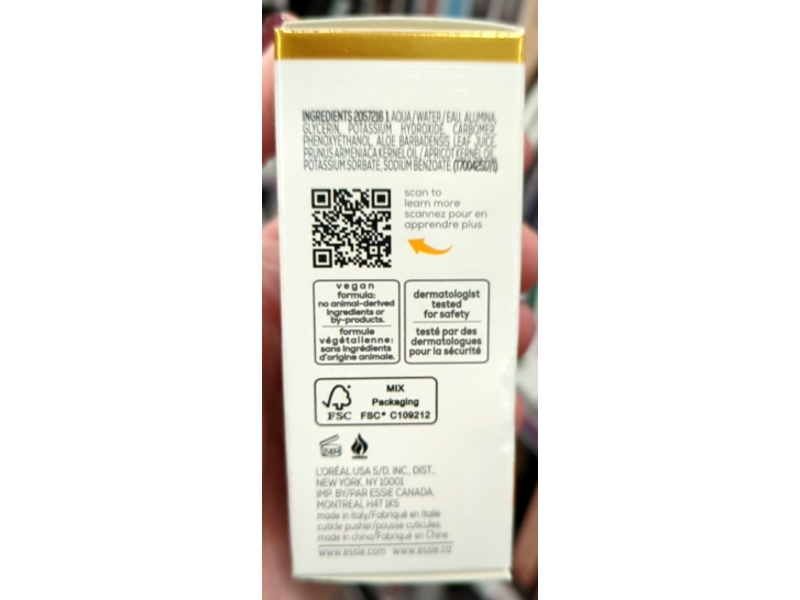 INGREDIENTS 2057216 1 AQUA / WATER / EAU, ALUMINA,
GLYCERIN, POTASSIUM HYDROXIDE, CARBOMER,
PHENOXYETHANOL, ALOE BARBADENSIS LEAF JUICE,
PRUNUS ARMENIACA KERNEL OIL / APRICOT KERNEL OIL,
POTASSIUM SORBATE, SODIUM BENZOATE.
scan to
learn more
scannez pour en
apprendre plus
vegan
formula:
no animal-derived
ingredients or
by-products.
formule
végétalienne:
sans ingrédients
d'origine animale.
dermatologist
tested
for safety
testé par des
dermatologues
pour la sécurité
FSC
MIX
Packaging
FSC® C109212
24M
L'ORÉAL USA S/D, INC., DIST.,
NEW YORK, NY 10001
IMP. BY/PAR ESSIE CANADA,
MONTREAL H4T 1K5
made in Italy/Fabriqué en Italie
cuticle pusher/pousse cuticules:
made in china/Fabriqué en Chine
www.essie.com www.essie.ca